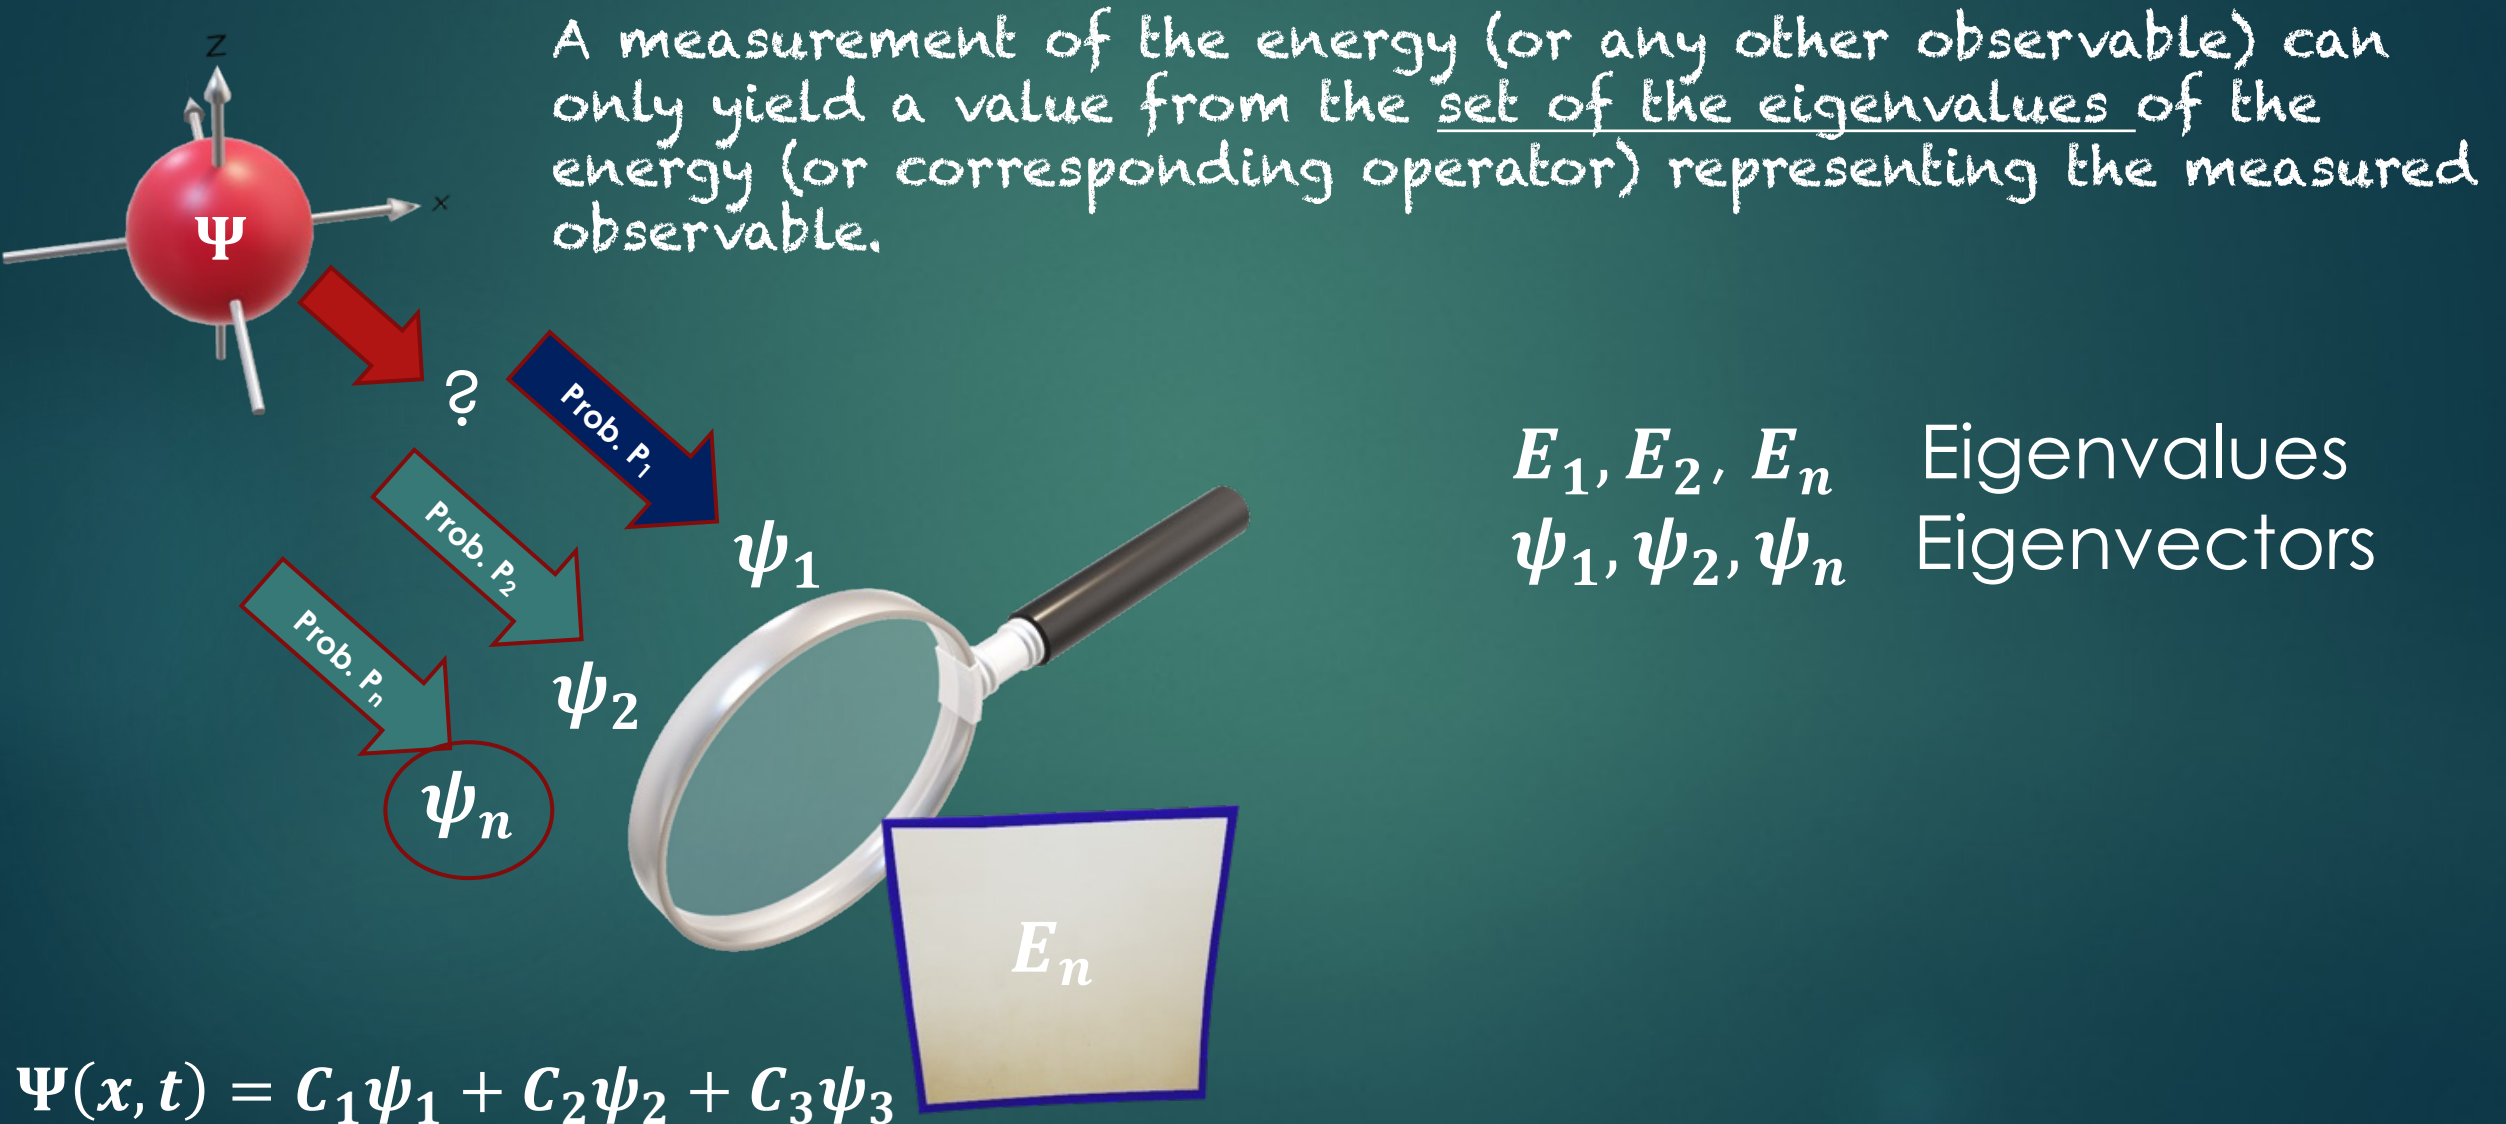 A measurement of the energy (or any other observable) can
only yield a value from the set of the eigenvalues of the
energy (or corresponding operator) representing the measured
observable.
z
x
Ψ
?
Prob. P₁
Prob. P₂
Prob. Pₙ
ψ₁
ψ₂
ψₙ
E₁, E₂, Eₙ Eigenvalues
ψ₁, ψ₂, ψₙ Eigenvectors
Eₙ
Ψ(x, t) = C₁ψ₁ + C₂ψ₂ + C₃ψ₃